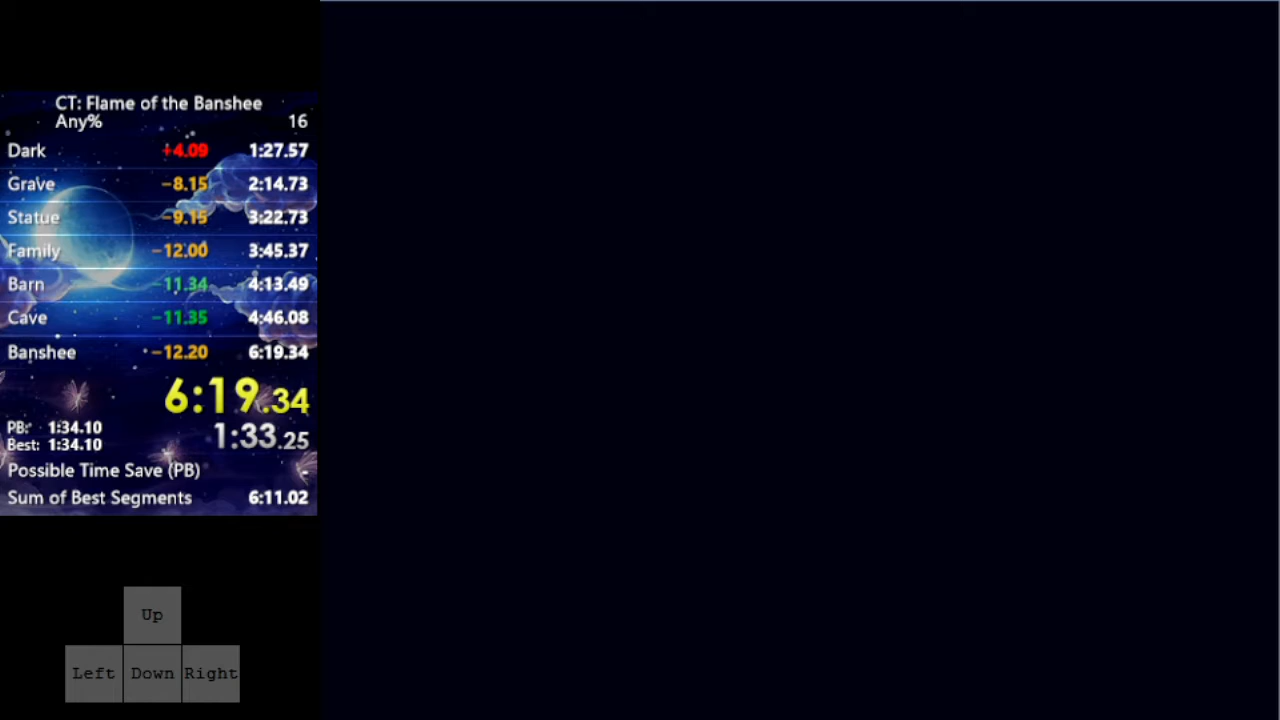 CT: Flame of the Banshee
Any% 16
Dark +4.09 1:27.57
Grave −8.15 2:14.73
Statue −9.15 3:22.73
Family −12.00 3:45.37
Barn −11.34 4:13.49
Cave −11.35 4:46.08
Banshee −12.20 6:19.34
6:19.34
PB: 1:34.10
Best: 1:34.10
1:33.25
Possible Time Save (PB)
Sum of Best Segments 6:11.02
Up
Left Down Right